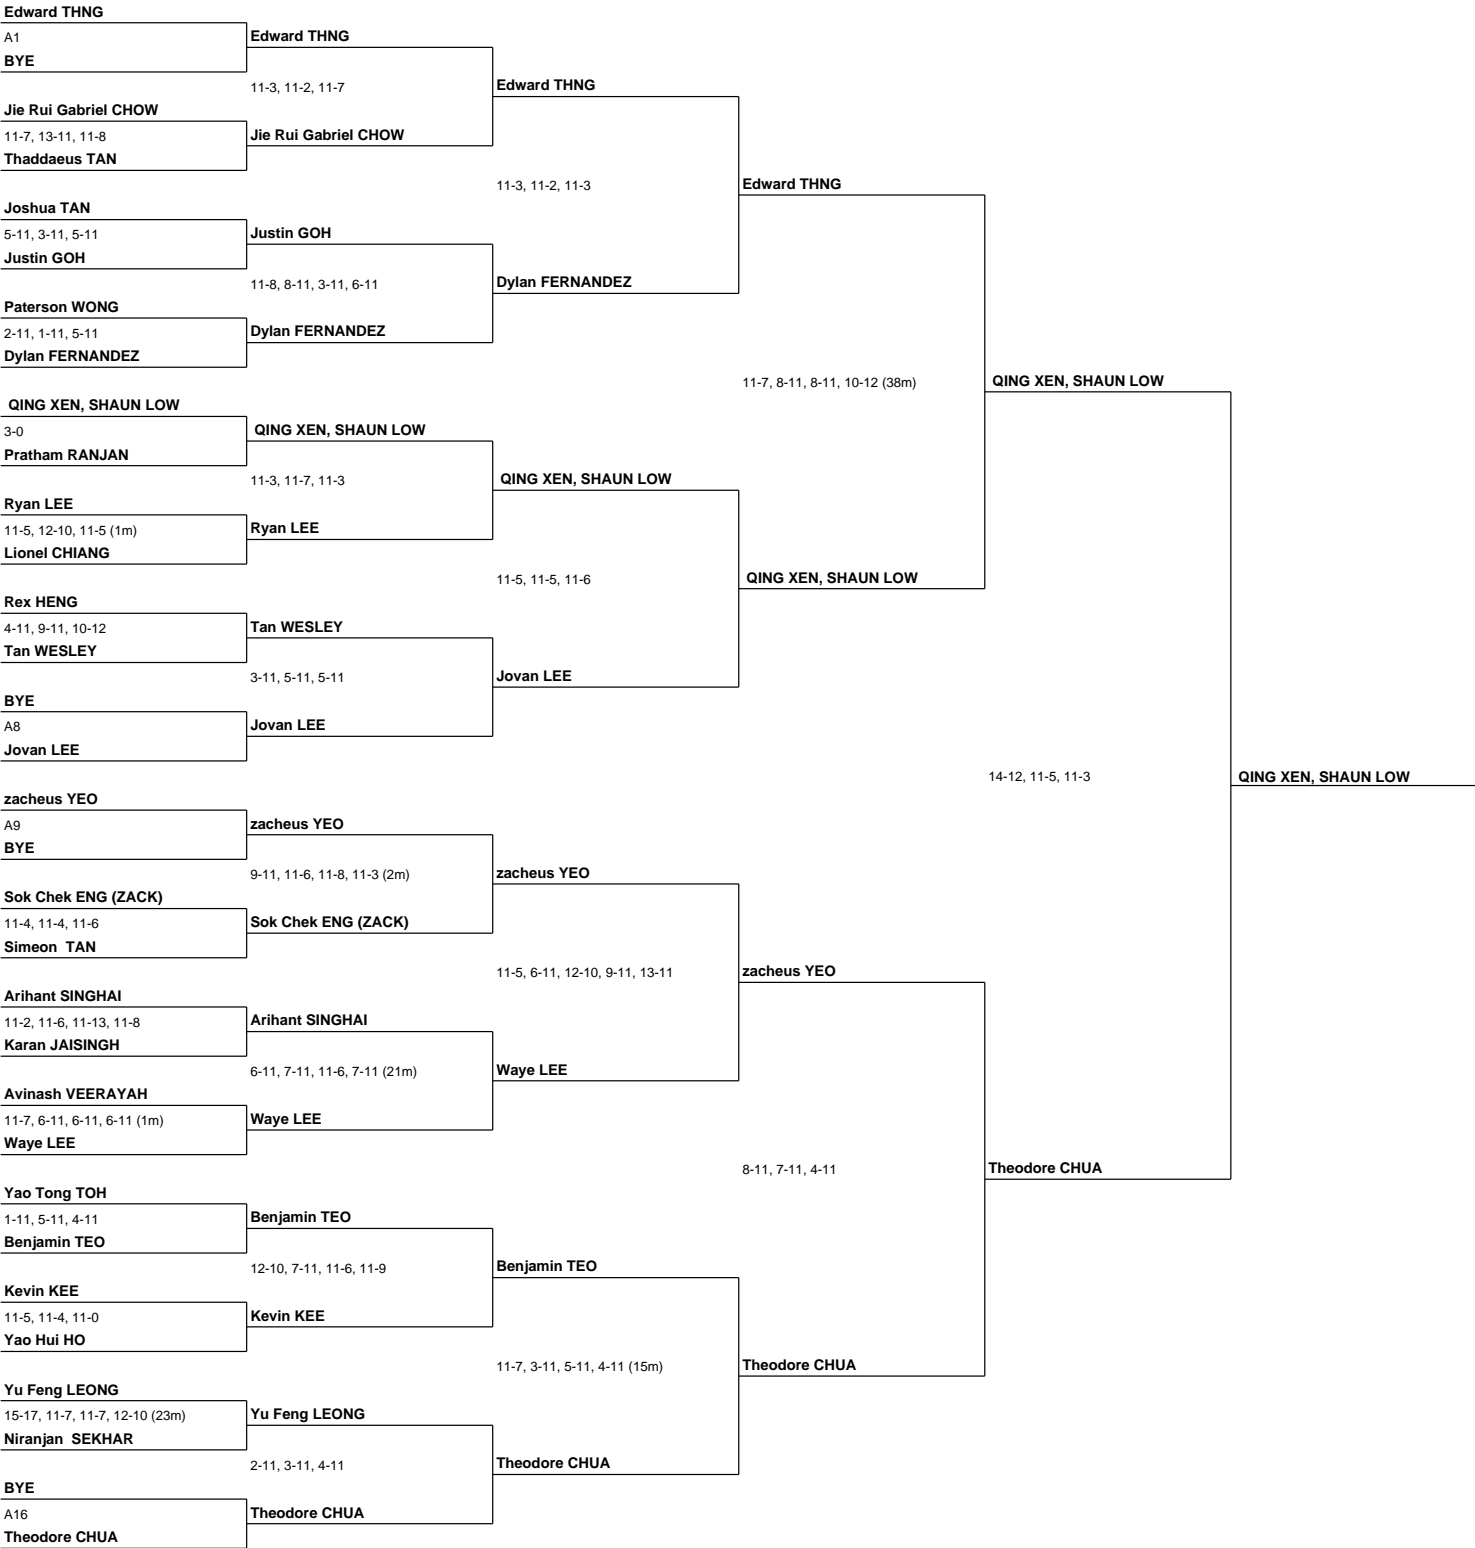 Edward THNG
A1
BYE
Edward THNG
11-3, 11-2, 11-7
Edward THNG
Jie Rui Gabriel CHOW
11-7, 13-11, 11-8
Thaddaeus TAN
Jie Rui Gabriel CHOW
11-3, 11-2, 11-3
Edward THNG
Joshua TAN
5-11, 3-11, 5-11
Justin GOH
Justin GOH
11-8, 8-11, 3-11, 6-11
Dylan FERNANDEZ
Paterson WONG
2-11, 1-11, 5-11
Dylan FERNANDEZ
Dylan FERNANDEZ
11-7, 8-11, 8-11, 10-12 (38m)
QING XEN, SHAUN LOW
QING XEN, SHAUN LOW
3-0
Pratham RANJAN
QING XEN, SHAUN LOW
11-3, 11-7, 11-3
QING XEN, SHAUN LOW
Ryan LEE
11-5, 12-10, 11-5 (1m)
Lionel CHIANG
Ryan LEE
11-5, 11-5, 11-6
QING XEN, SHAUN LOW
Rex HENG
4-11, 9-11, 10-12
Tan WESLEY
Tan WESLEY
3-11, 5-11, 5-11
Jovan LEE
BYE
A8
Jovan LEE
Jovan LEE
14-12, 11-5, 11-3
QING XEN, SHAUN LOW
zacheus YEO
A9
BYE
zacheus YEO
9-11, 11-6, 11-8, 11-3 (2m)
zacheus YEO
Sok Chek ENG (ZACK)
11-4, 11-4, 11-6
Simeon  TAN
Sok Chek ENG (ZACK)
11-5, 6-11, 12-10, 9-11, 13-11
zacheus YEO
Arihant SINGHAI
11-2, 11-6, 11-13, 11-8
Karan JAISINGH
Arihant SINGHAI
6-11, 7-11, 11-6, 7-11 (21m)
Waye LEE
Avinash VEERAYAH
11-7, 6-11, 6-11, 6-11 (1m)
Waye LEE
Waye LEE
8-11, 7-11, 4-11
Theodore CHUA
Yao Tong TOH
1-11, 5-11, 4-11
Benjamin TEO
Benjamin TEO
12-10, 7-11, 11-6, 11-9
Benjamin TEO
Kevin KEE
11-5, 11-4, 11-0
Yao Hui HO
Kevin KEE
11-7, 3-11, 5-11, 4-11 (15m)
Theodore CHUA
Yu Feng LEONG
15-17, 11-7, 11-7, 12-10 (23m)
Niranjan  SEKHAR
Yu Feng LEONG
2-11, 3-11, 4-11
Theodore CHUA
BYE
A16
Theodore CHUA
Theodore CHUA